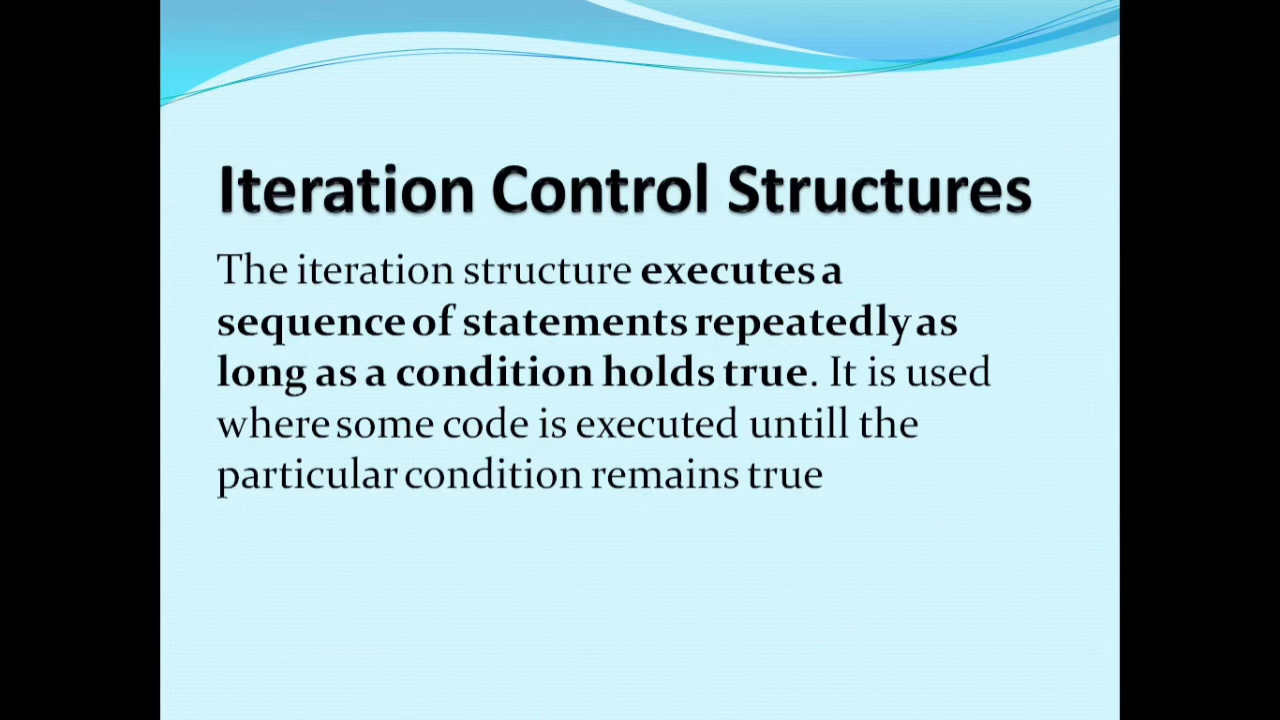 Iteration Control Structures
The iteration structure executes a
sequence of statements repeatedly as
long as a condition holds true. It is used
where some code is executed untill the
particular condition remains true